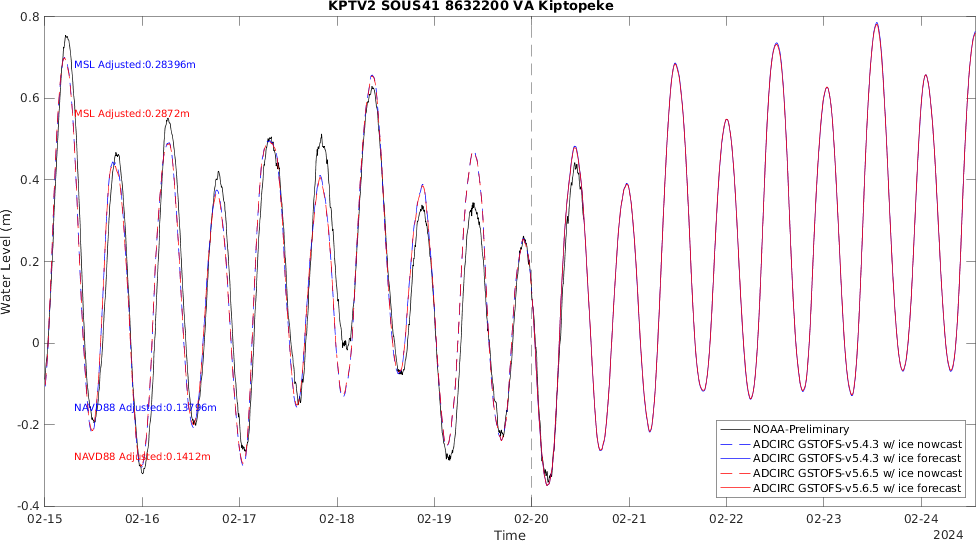 KPTV2 SOUS41 8632200 VA Kiptopeke
0.8
0.6
0.4
0.2
0
-0.2
-0.4
Water Level (m)
MSL Adjusted:0.28396m
MSL Adjusted:0.2872m
NAVD88 Adjusted:0.13796m
NAVD88 Adjusted:0.1412m
NOAA-Preliminary
ADCIRC GSTOFS-v5.4.3 w/ ice nowcast
ADCIRC GSTOFS-v5.4.3 w/ ice forecast
ADCIRC GSTOFS-v5.6.5 w/ ice nowcast
ADCIRC GSTOFS-v5.6.5 w/ ice forecast
02-15 02-16 02-17 02-18 02-19 02-20 02-21 02-22 02-23 02-24
Time
2024